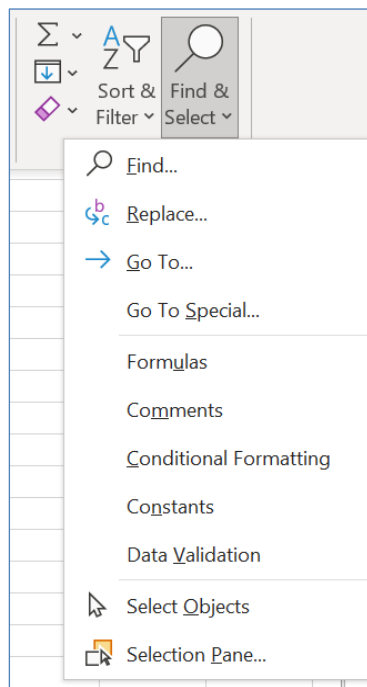 Sort & Find &
Filter Select
Find...
Replace...
Go To...
Go To Special...
Formulas
Comments
Conditional Formatting
Constants
Data Validation
Select Objects
Selection Pane...